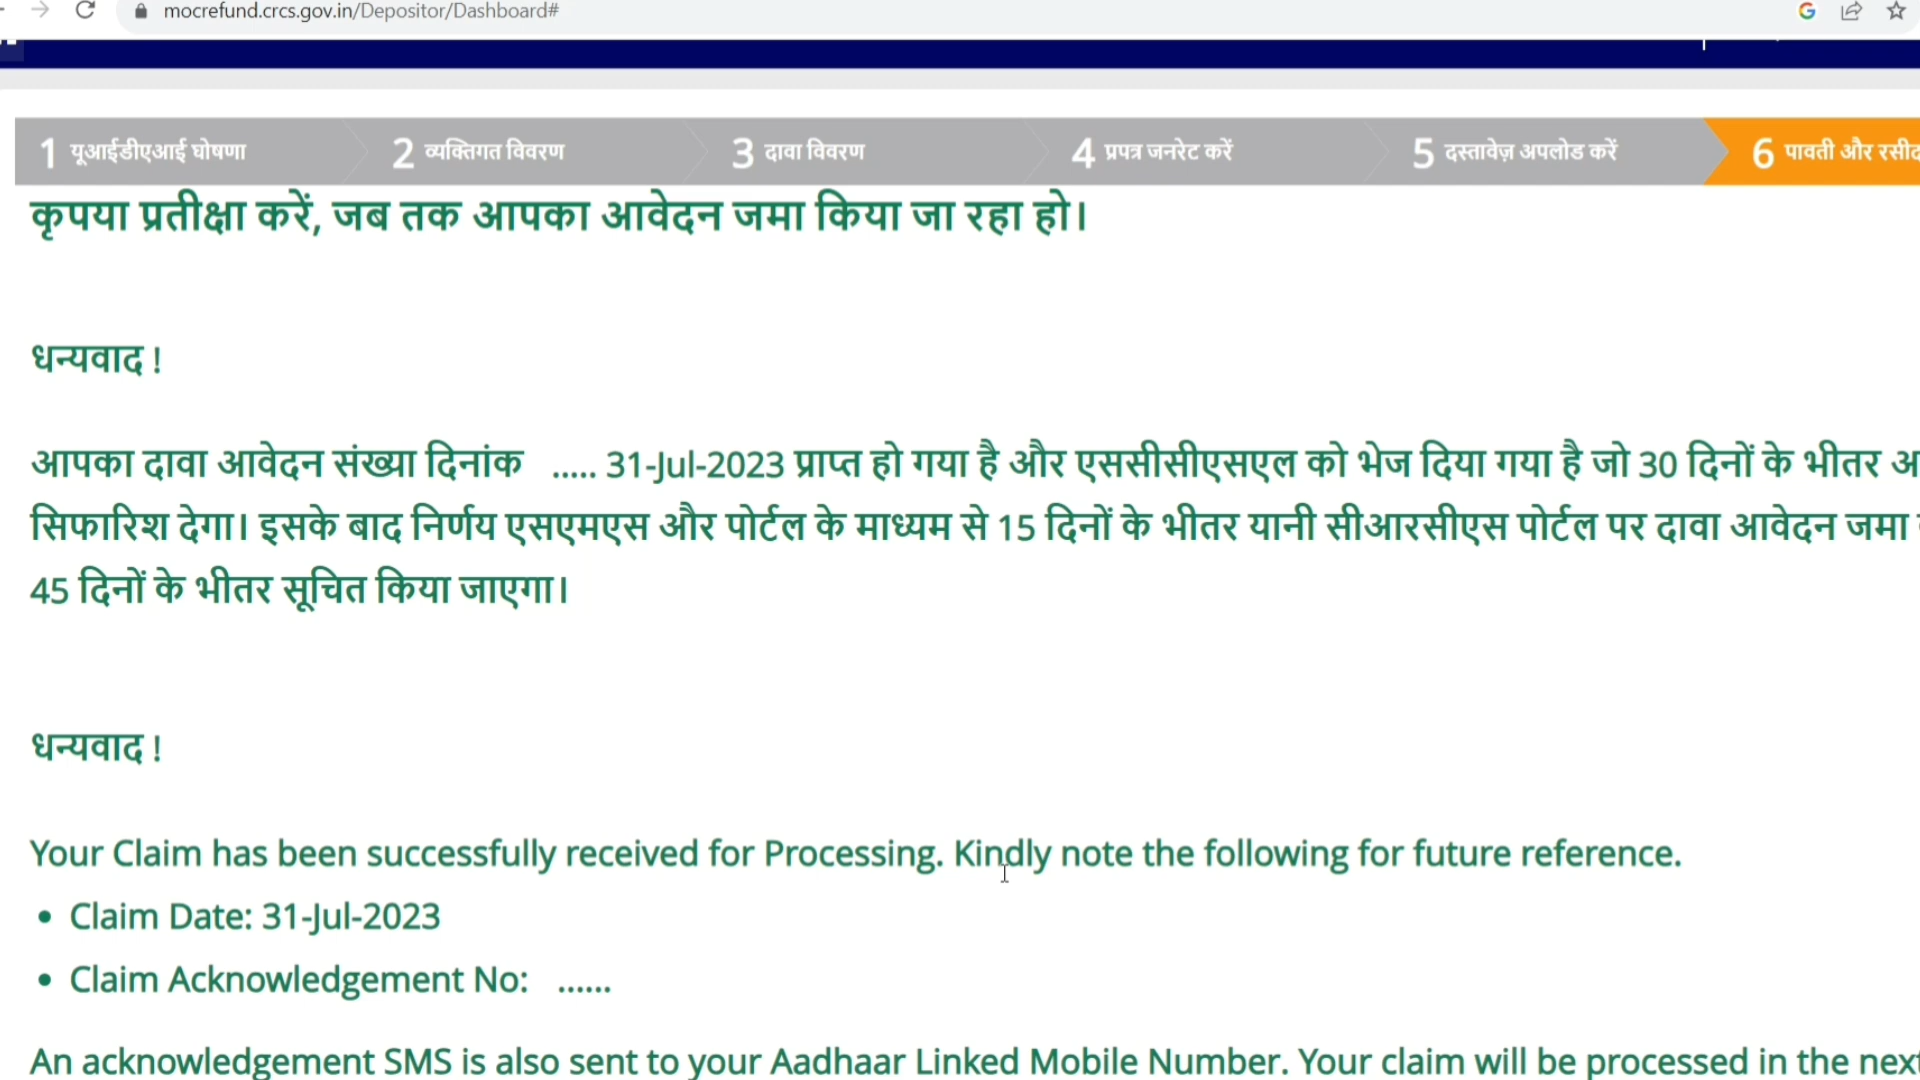 mocrefund.crcs.gov.in/Depositor/Dashboard#
1 यूआईडीएआई घोषणा 2 व्यक्तिगत विवरण 3 दावा विवरण 4 प्रपत्र जनरेट करें 5 दस्तावेज़ अपलोड करें 6 पावती और रसीद
कृपया प्रतीक्षा करें, जब तक आपका आवेदन जमा किया जा रहा हो।
धन्यवाद !
आपका दावा आवेदन संख्या दिनांक ..... 31-Jul-2023 प्राप्त हो गया है और एससीसीएसएल को भेज दिया गया है जो 30 दिनों के भीतर
सिफारिश देगा। इसके बाद निर्णय एसएमएस और पोर्टल के माध्यम से 15 दिनों के भीतर यानी सीआरसीएस पोर्टल पर दावा आवेदन जमा
45 दिनों के भीतर सूचित किया जाएगा।
धन्यवाद !
Your Claim has been successfully received for Processing. Kindly note the following for future reference.
• Claim Date: 31-Jul-2023
• Claim Acknowledgement No: ......
An acknowledgement SMS is also sent to your Aadhaar Linked Mobile Number. Your claim will be processed in the next